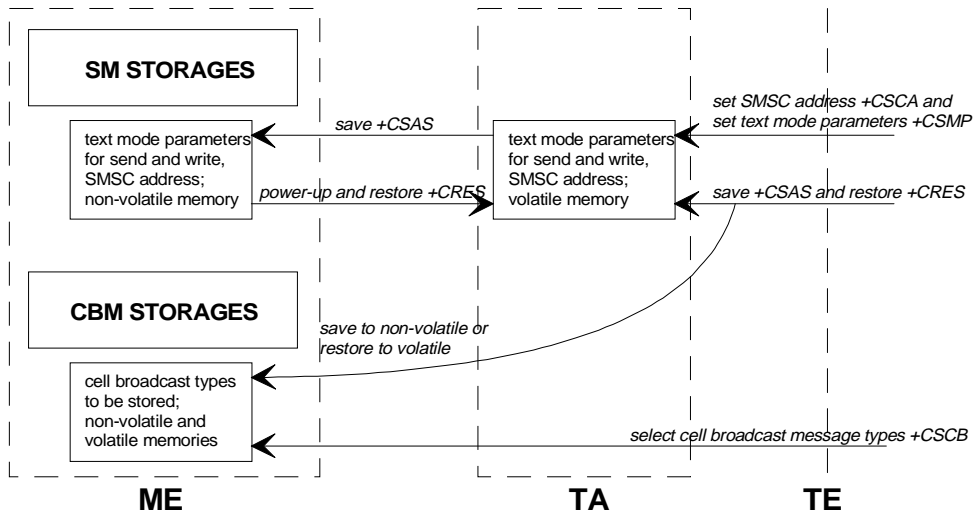 SM STORAGES
set SMSC address +CSCA and
set text mode parameters +CSMP
save +CSAS
text mode parameters
for send and write,
SMSC address;
non-volatile memory
text mode parameters
for send and write,
SMSC address;
volatile memory
power-up and restore +CRES
save +CSAS and restore +CRES
CBM STORAGES
save to non-volatile or
restore to volatile
cell broadcast types
to be stored;
non-volatile and
volatile memories
select cell broadcast message types +CSCB
ME
TA
TE